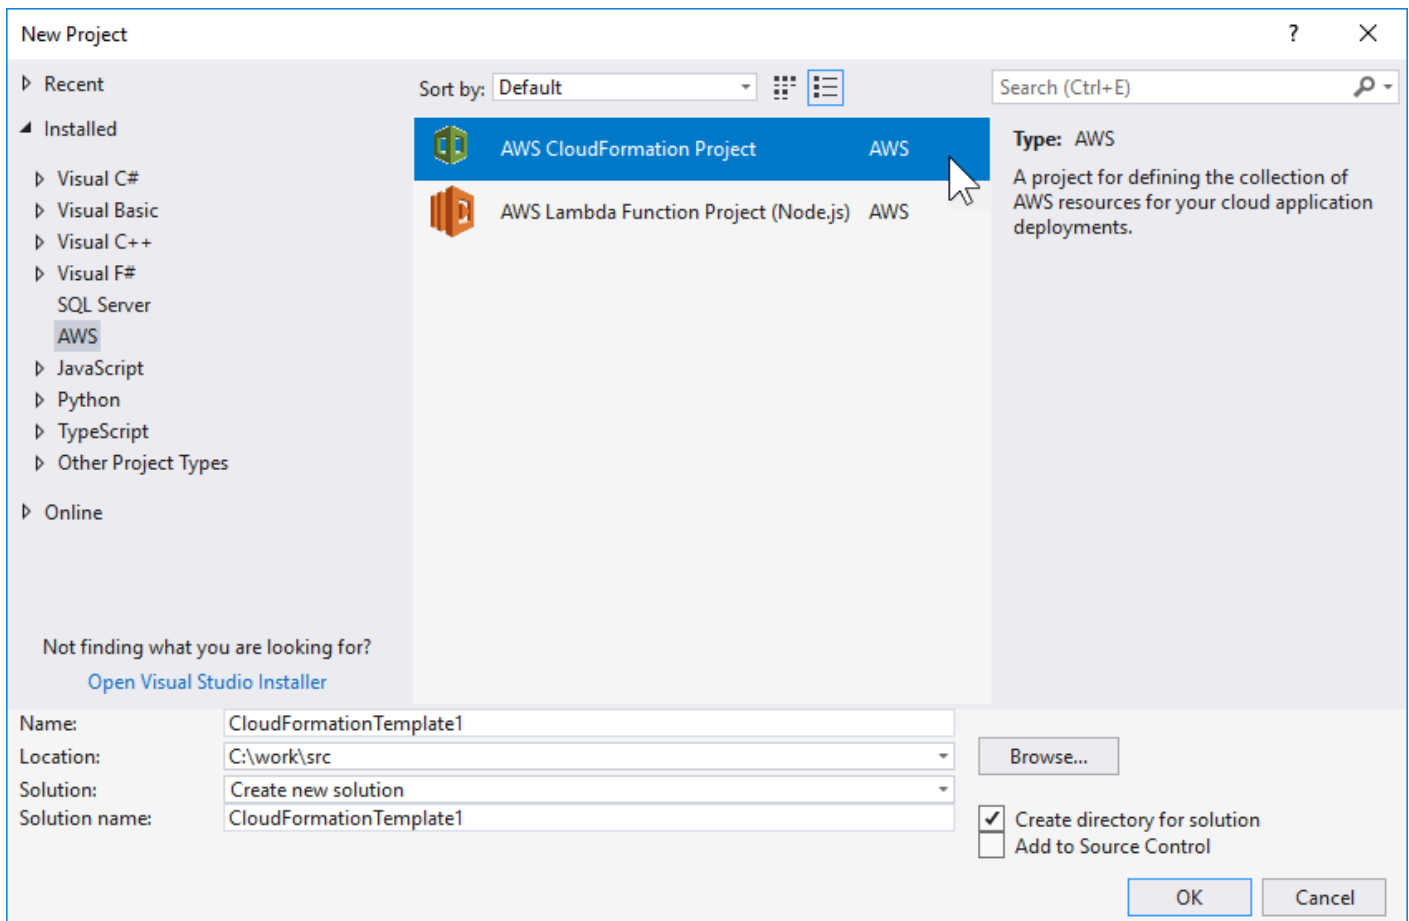 New Project
?
Recent
Installed
Visual C#
Visual Basic
Visual C++
Visual F#
SQL Server
AWS
JavaScript
Python
TypeScript
Other Project Types
Online
Not finding what you are looking for?
Open Visual Studio Installer
Sort by: Default
AWS CloudFormation Project AWS
AWS Lambda Function Project (Node.js) AWS
Search (Ctrl+E)
Type: AWS
A project for defining the collection of
AWS resources for your cloud application
deployments.
Name: CloudFormationTemplate1
Location: C:\work\src
Browse...
Solution: Create new solution
Solution name: CloudFormationTemplate1
Create directory for solution
Add to Source Control
OK Cancel